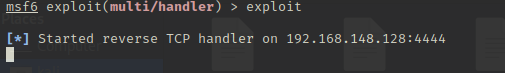 msf6 exploit(multi/handler) > exploit
[*] Started reverse TCP handler on 192.168.148.128:4444